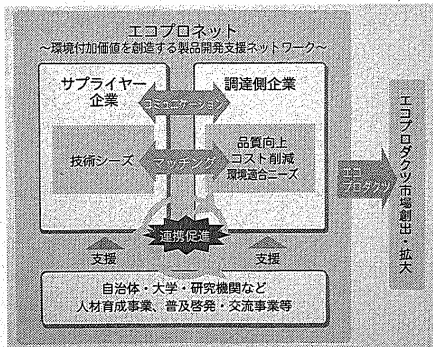 エコプロネット
～環境付加価値を創造する製品開発支援ネットワーク～
サプライヤー
企業
コミュニケーション
調達側企業
技術シーズ
マッチング
品質向上
コスト削減
環境適合ニーズ
連携促進
支援
支援
自治体・大学・研究機関など
人材育成事業、普及啓発・交流事業等
エコ
プロダクツ
エコプロダクツ市場創出・拡大